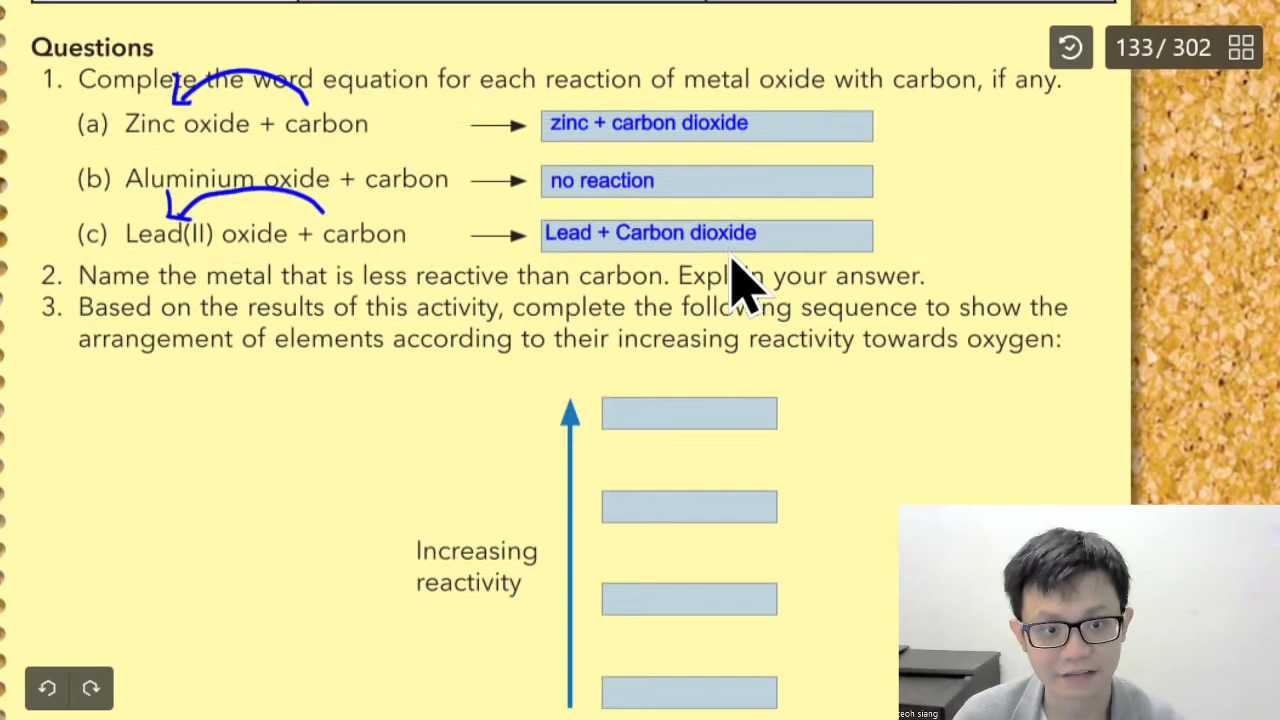 Questions
133/ 302
1. Complete the word equation for each reaction of metal oxide with carbon, if any.
(a) Zinc oxide + carbon → zinc + carbon dioxide
(b) Aluminium oxide + carbon → no reaction
(c) Lead(II) oxide + carbon → Lead + Carbon dioxide
2. Name the metal that is less reactive than carbon. Explain your answer.
3. Based on the results of this activity, complete the following sequence to show the
arrangement of elements according to their increasing reactivity towards oxygen:
Increasing
reactivity
teoh siang